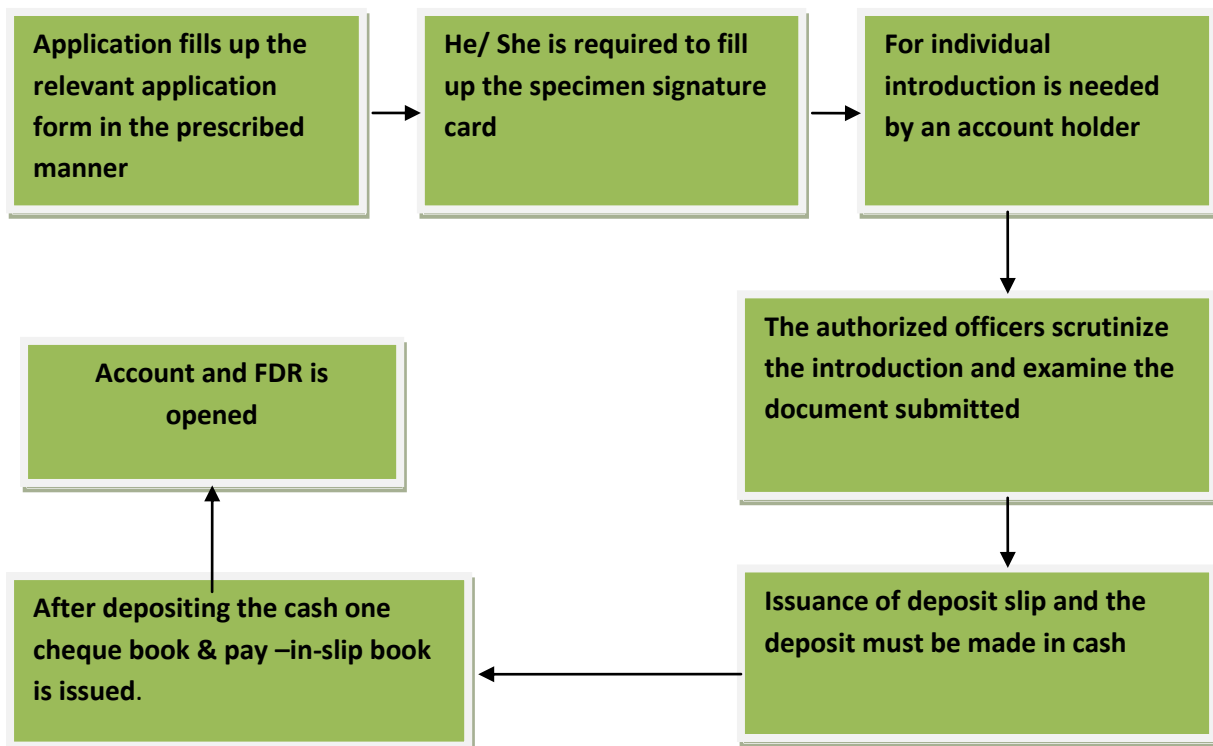 Application fills up the
relevant application
form in the prescribed
manner
He/ She is required to fill
up the specimen signature
card
For individual
introduction is needed
by an account holder
The authorized officers scrutinize
the introduction and examine the
document submitted
Issuance of deposit slip and the
deposit must be made in cash
After depositing the cash one
cheque book & pay –in-slip book
is issued.
Account and FDR is
opened